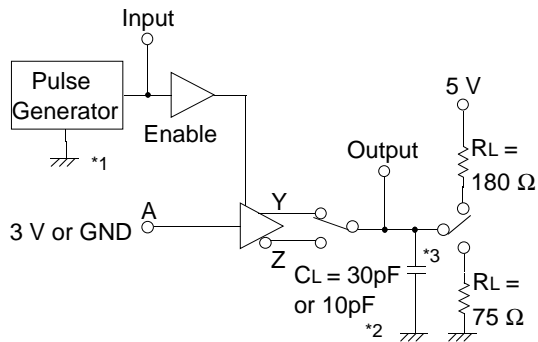 Input
Pulse
Generator
*1
Enable
Output
5 V
RL =
180 Ω
3 V or GND
A
Y
Z
CL = 30pF
or 10pF
*2
*3
RL =
75 Ω